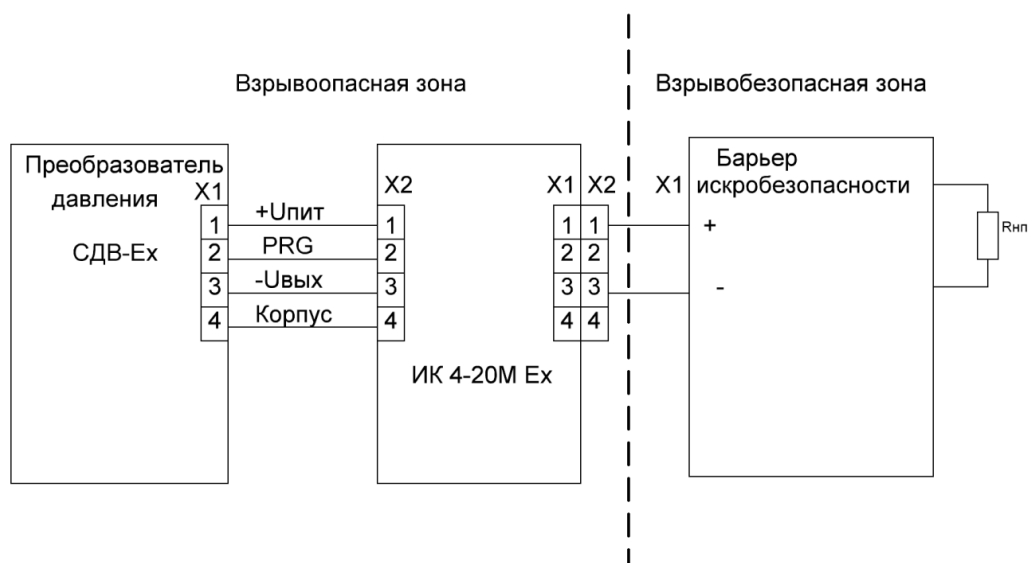 Взрывоопасная зона
Взрывобезопасная зона
Преобразователь
давления
СДВ-Ех
X1
1
2
3
4
+Uпит
PRG
-Uвых
Корпус
X2
1
2
3
4
ИК 4-20М Ех
X1 X2
1 1
2 2
3 3
4 4
X1
Барьер
искробезопасности
+
-
Rнп